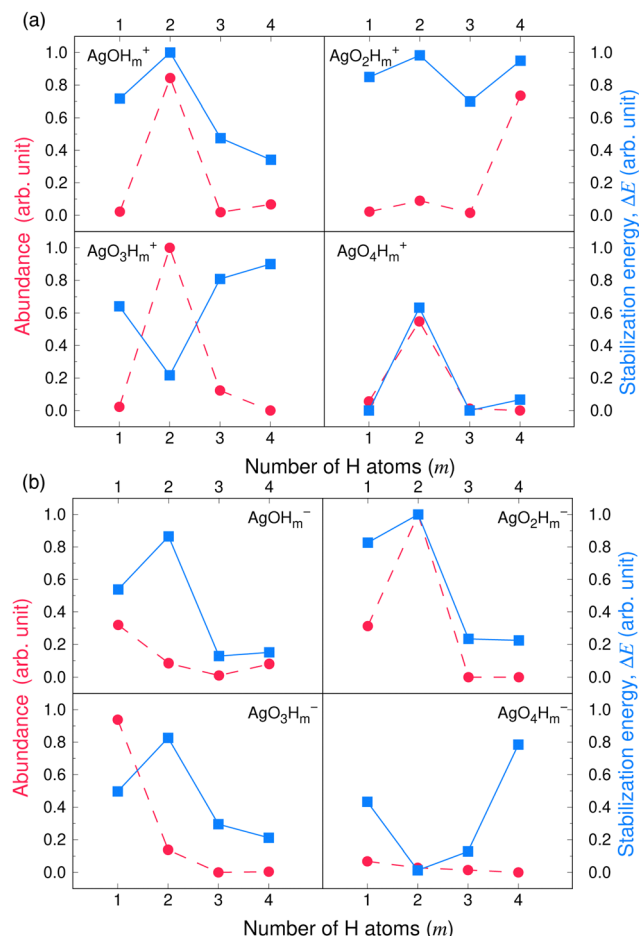 (a)
1 2 3 4 1 2 3 4
AgOHₘ⁺ AgO₂Hₘ⁺
1.0 1.0
0.8 0.8
0.6 0.6
0.4 0.4
0.2 0.2
0.0 0.0
AgO₃Hₘ⁺ AgO₄Hₘ⁺
1.0 1.0
0.8 0.8
0.6 0.6
0.4 0.4
0.2 0.2
0.0 0.0
1 2 3 4 1 2 3 4
Abundance (arb. unit)
Stabilization energy, ΔE (arb. unit)
Number of H atoms (m)
(b)
1 2 3 4 1 2 3 4
AgOHₘ⁻ AgO₂Hₘ⁻
1.0 1.0
0.8 0.8
0.6 0.6
0.4 0.4
0.2 0.2
0.0 0.0
AgO₃Hₘ⁻ AgO₄Hₘ⁻
1.0 1.0
0.8 0.8
0.6 0.6
0.4 0.4
0.2 0.2
0.0 0.0
1 2 3 4 1 2 3 4
Abundance (arb. unit)
Stabilization energy, ΔE (arb. unit)
Number of H atoms (m)